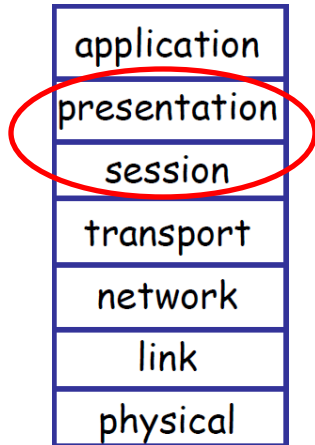 application
presentation
session
transport
network
link
physical